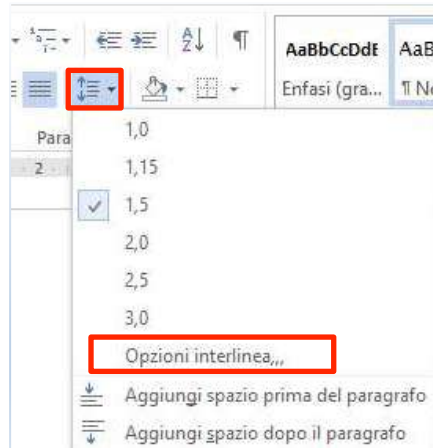 AaBbCcDdE AaB
Enfasi (gra... ¶ No
Para
2
1,0
1,15
1,5
2,0
2,5
3,0
Opzioni interlinea,,,
Aggiungi spazio prima del paragrafo
Aggiungi spazio dopo il paragrafo